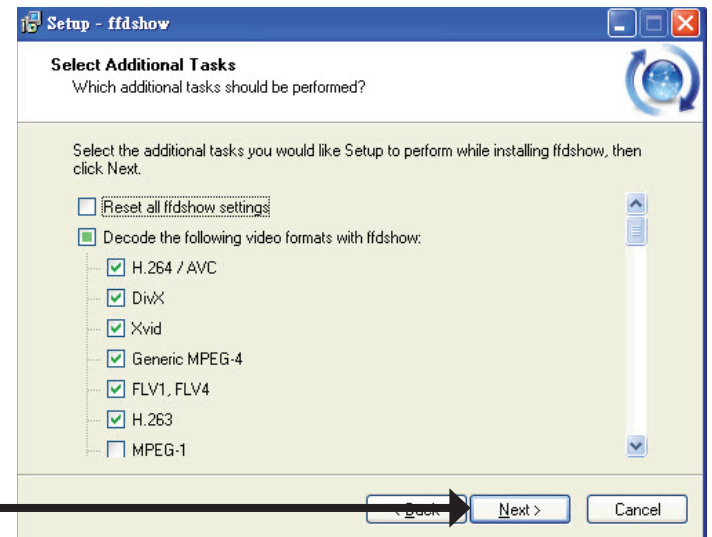 Setup - ffdshow
Select Additional Tasks
Which additional tasks should be performed?
Select the additional tasks you would like Setup to perform while installing ffdshow, then
click Next.
Reset all ffdshow settings
Decode the following video formats with ffdshow:
H.264 / AVC
DivX
Xvid
Generic MPEG-4
FLV1, FLV4
H.263
MPEG-1
< Back Next > Cancel